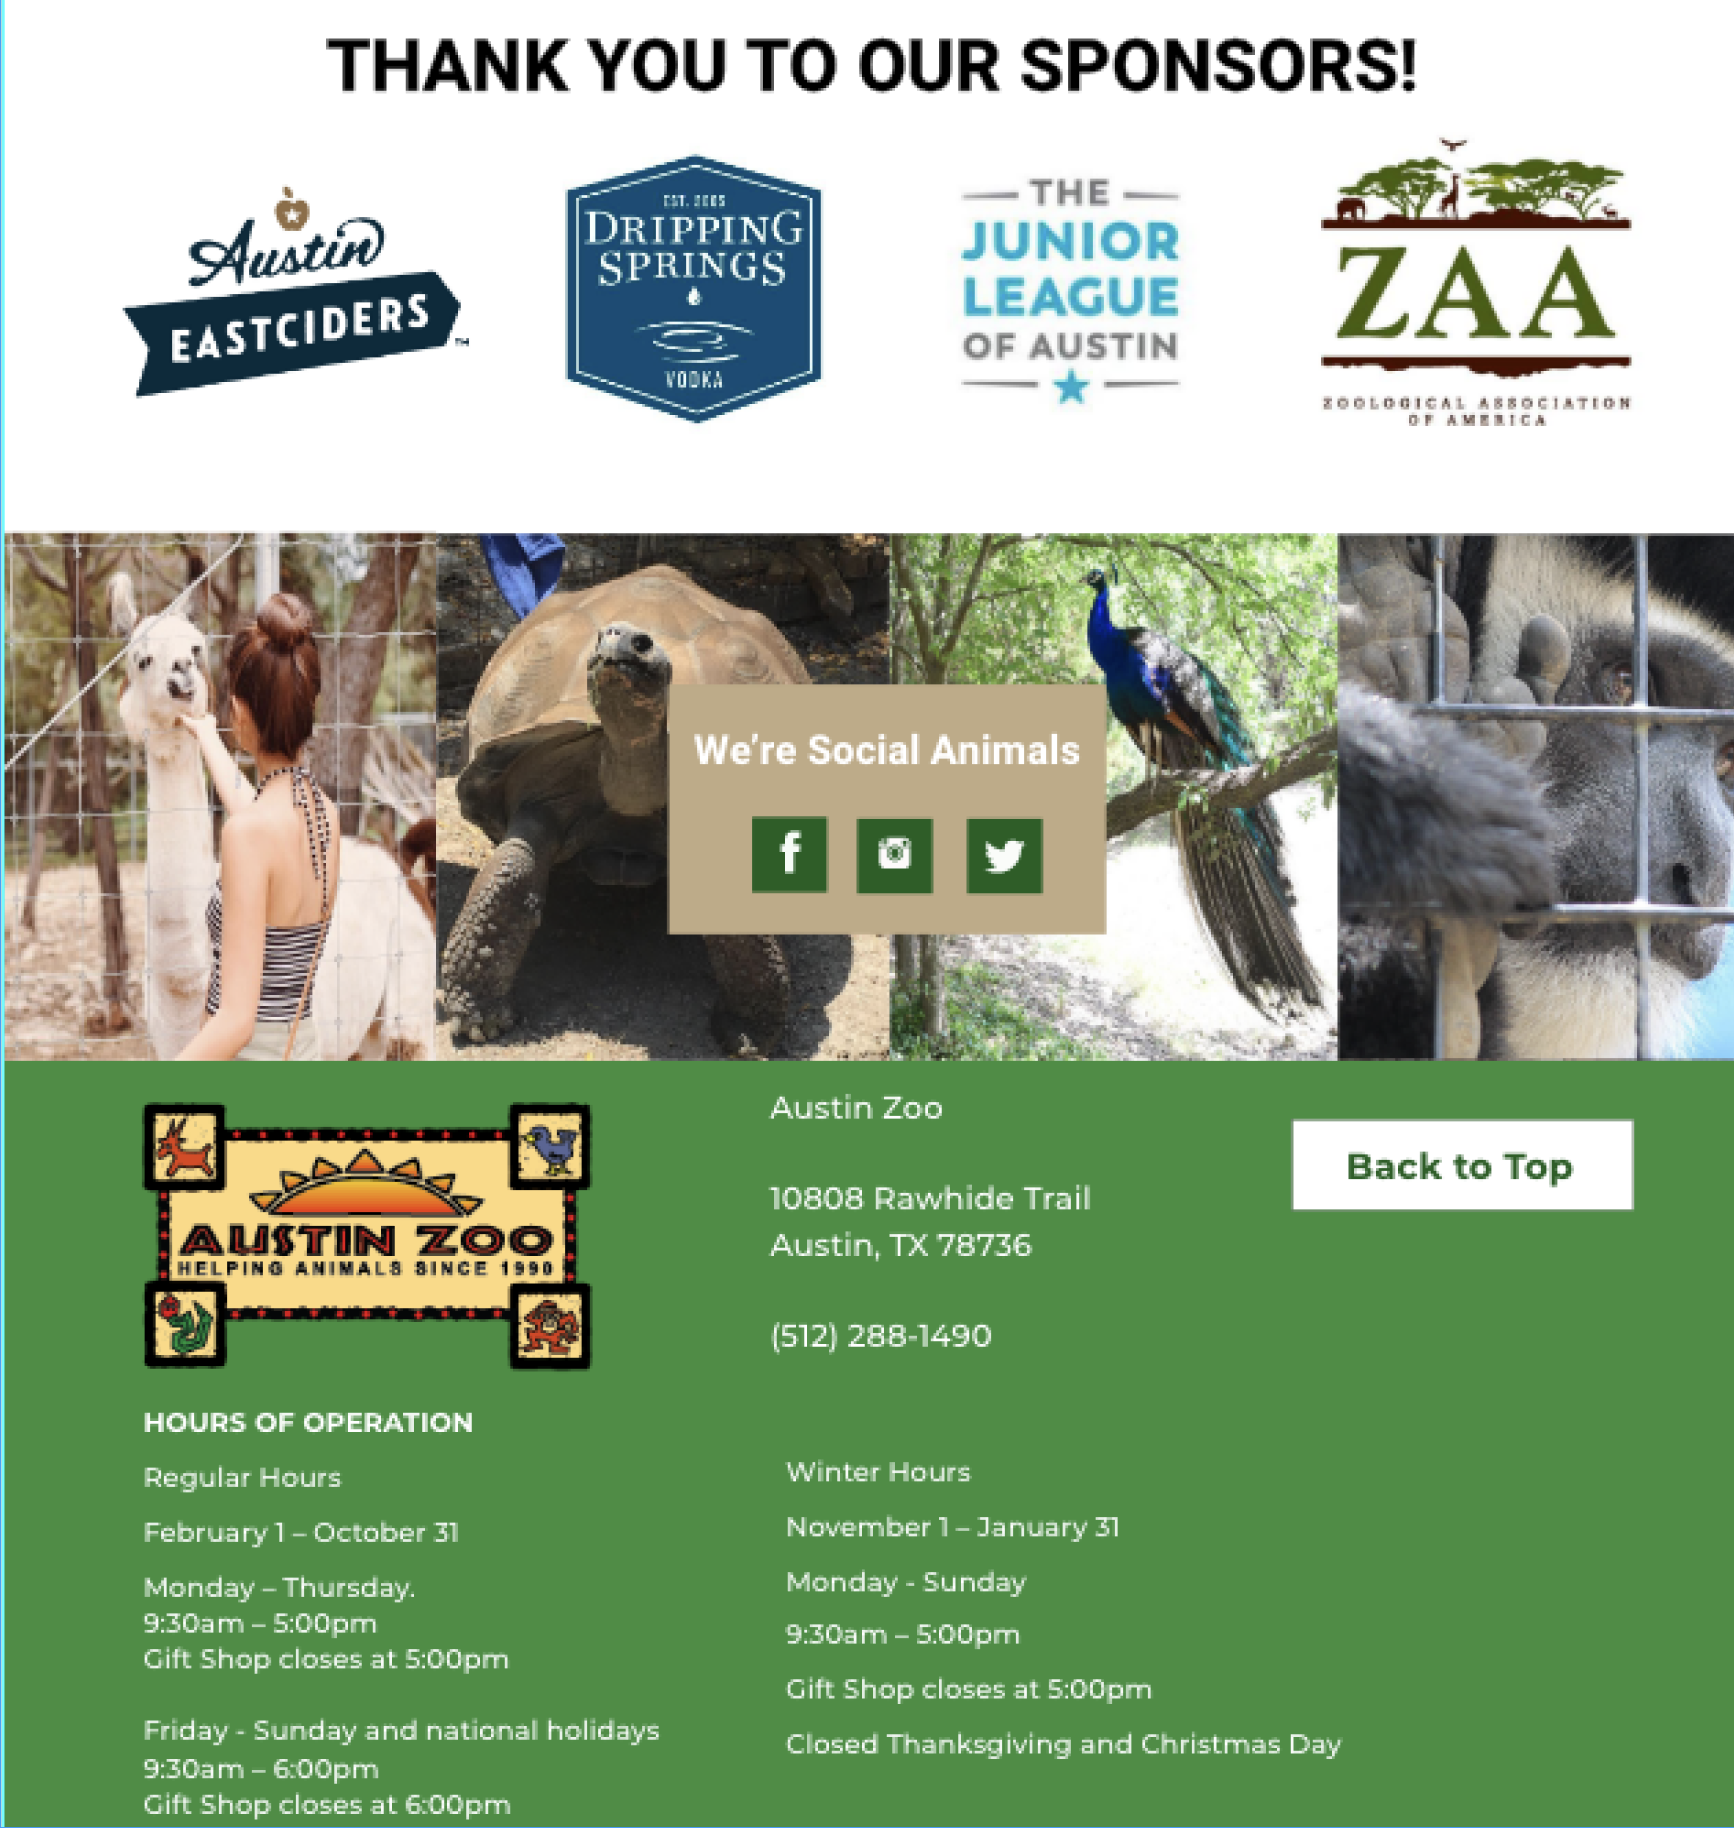 THANK YOU TO OUR SPONSORS!
Austin
EASTCIDERS
TM
EST. 2005
DRIPPING
SPRINGS
VODKA
THE
JUNIOR
LEAGUE
OF AUSTIN
ZAA
ZOOLOGICAL ASSOCIATION
OF AMERICA
We're Social Animals
AUSTIN ZOO
HELPING ANIMALS SINCE 1990
Austin Zoo
10808 Rawhide Trail
Austin, TX 78736
(512) 288-1490
Back to Top
HOURS OF OPERATION
Regular Hours
February 1 – October 31
Monday – Thursday.
9:30am – 5:00pm
Gift Shop closes at 5:00pm
Friday - Sunday and national holidays
9:30am – 6:00pm
Gift Shop closes at 6:00pm
Winter Hours
November 1 – January 31
Monday - Sunday
9:30am – 5:00pm
Gift Shop closes at 5:00pm
Closed Thanksgiving and Christmas Day